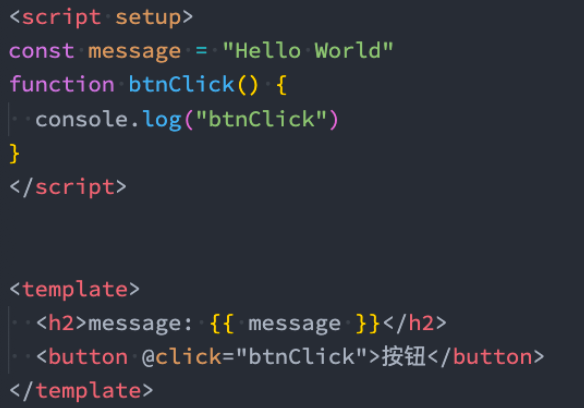 <script setup>
const message = "Hello World"
function btnClick() {
  console.log("btnClick")
}
</script>
<template>
  <h2>message: {{ message }}</h2>
  <button @click="btnClick">按钮</button>
</template>